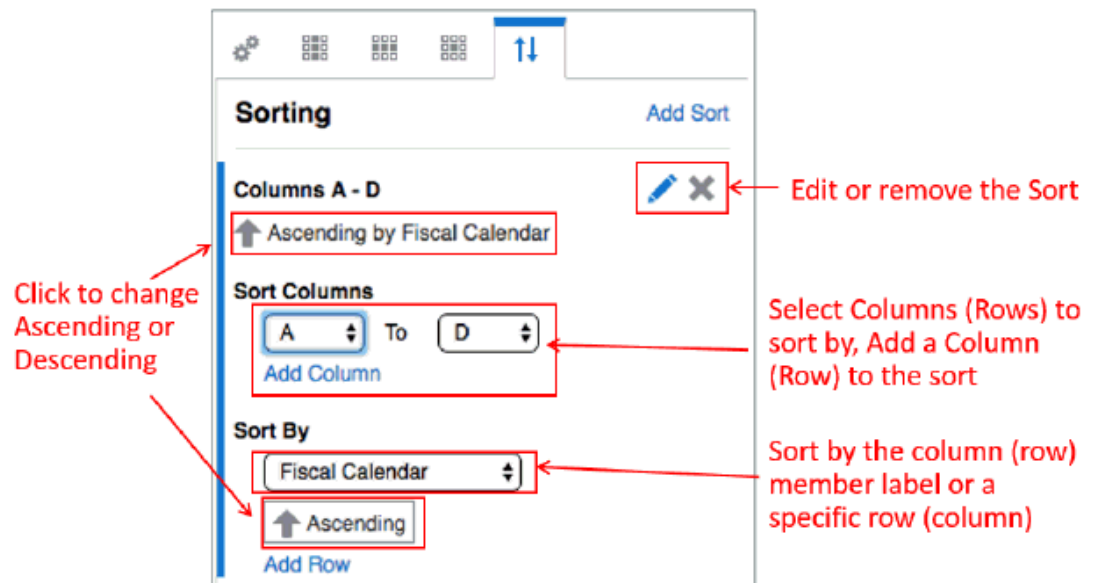 Sorting
Add Sort
Columns A - D
Edit or remove the Sort
Ascending by Fiscal Calendar
Click to change
Ascending or
Descending
Sort Columns
A To D
Add Column
Select Columns (Rows) to
sort by, Add a Column
(Row) to the sort
Sort By
Fiscal Calendar
Ascending
Add Row
Sort by the column (row)
member label or a
specific row (column)